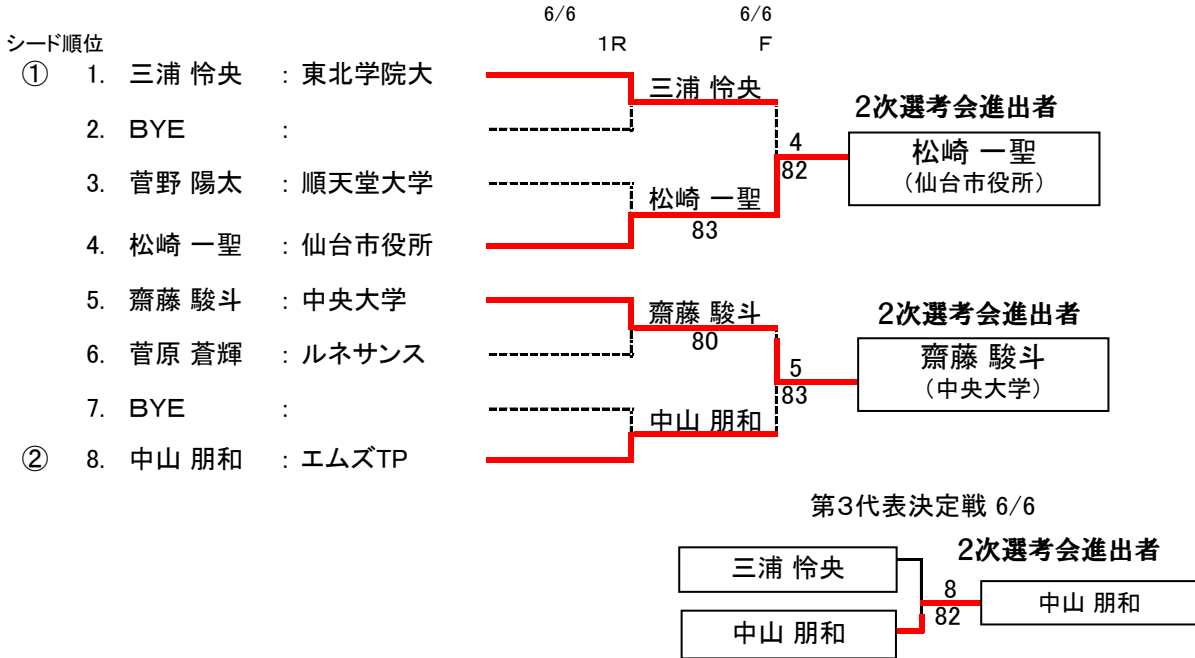 6/6 6/6
シード順位 1R F
① 1. 三浦 怜央 : 東北学院大
三浦 怜央
2次選考会進出者
2. BYE :
4
82
松崎 一聖
(仙台市役所)
3. 菅野 陽太 : 順天堂大学
松崎 一聖
83
4. 松崎 一聖 : 仙台市役所
5. 齋藤 駿斗 : 中央大学
齋藤 駿斗
80
2次選考会進出者
6. 菅原 蒼輝 : ルネサンス
5
83
齋藤 駿斗
(中央大学)
7. BYE :
中山 朋和
② 8. 中山 朋和 : エムズTP
第3代表決定戦 6/6
2次選考会進出者
三浦 怜央
8
82
中山 朋和
中山 朋和